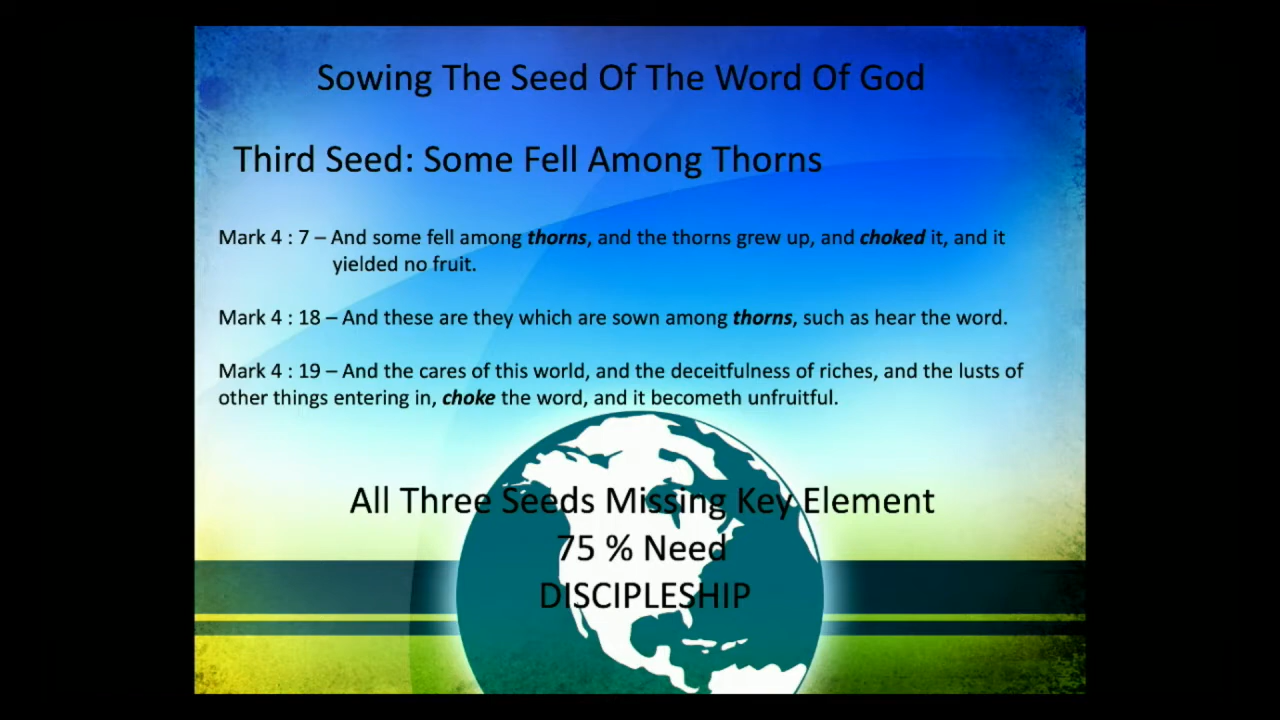 Sowing The Seed Of The Word Of God
Third Seed: Some Fell Among Thorns
Mark 4 : 7 – And some fell among thorns, and the thorns grew up, and choked it, and it
yielded no fruit.
Mark 4 : 18 – And these are they which are sown among thorns, such as hear the word.
Mark 4 : 19 – And the cares of this world, and the deceitfulness of riches, and the lusts of
other things entering in, choke the word, and it becometh unfruitful.
All Three Seeds Missing Key Element
75 % Need
DISCIPLESHIP